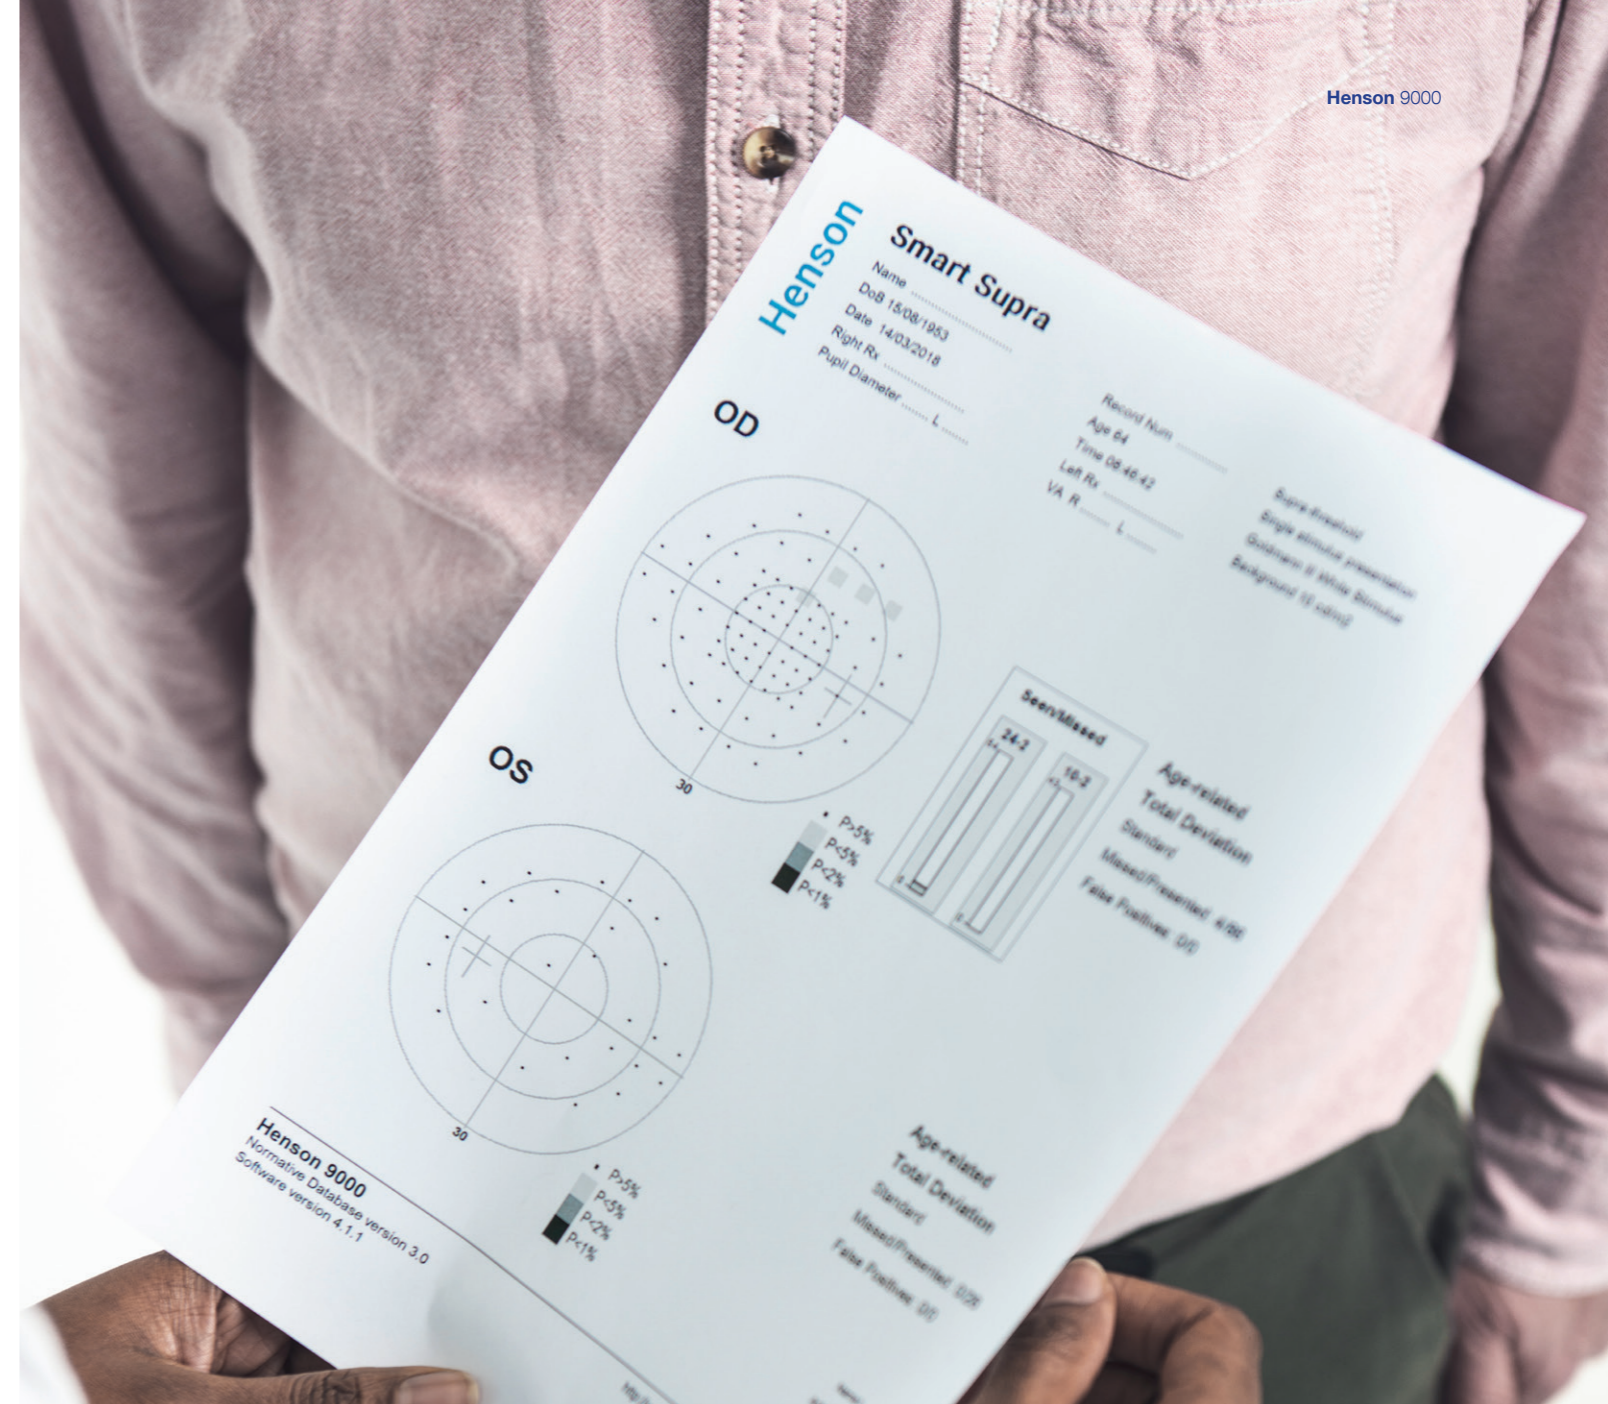 Henson 9000
Henson
Smart Supra
Name
DoB 15/08/1953
Date 14/03/2018
Right Rx
Pupil Diameter ........ L ........
Record Num
Age 64
Time 08:46:42
Left Rx
VA R L
Supra-threshold
Single stimulus presentation
Goldmann III White Stimulus
Background 10 cd/m2
OD
30
P>5%
P<5%
P<2%
P<1%
Seen/Missed
24-2
10-2
0
0
Age-related
Total Deviation
Standard
Missed/Presented
False Positives 0/0
OS
30
P>5%
P<5%
P<2%
P<1%
Age-related
Total Deviation
Standard
Missed/Presented
False Positives
Henson 9000
Normative Database version 3.0
Software version 4.1.1